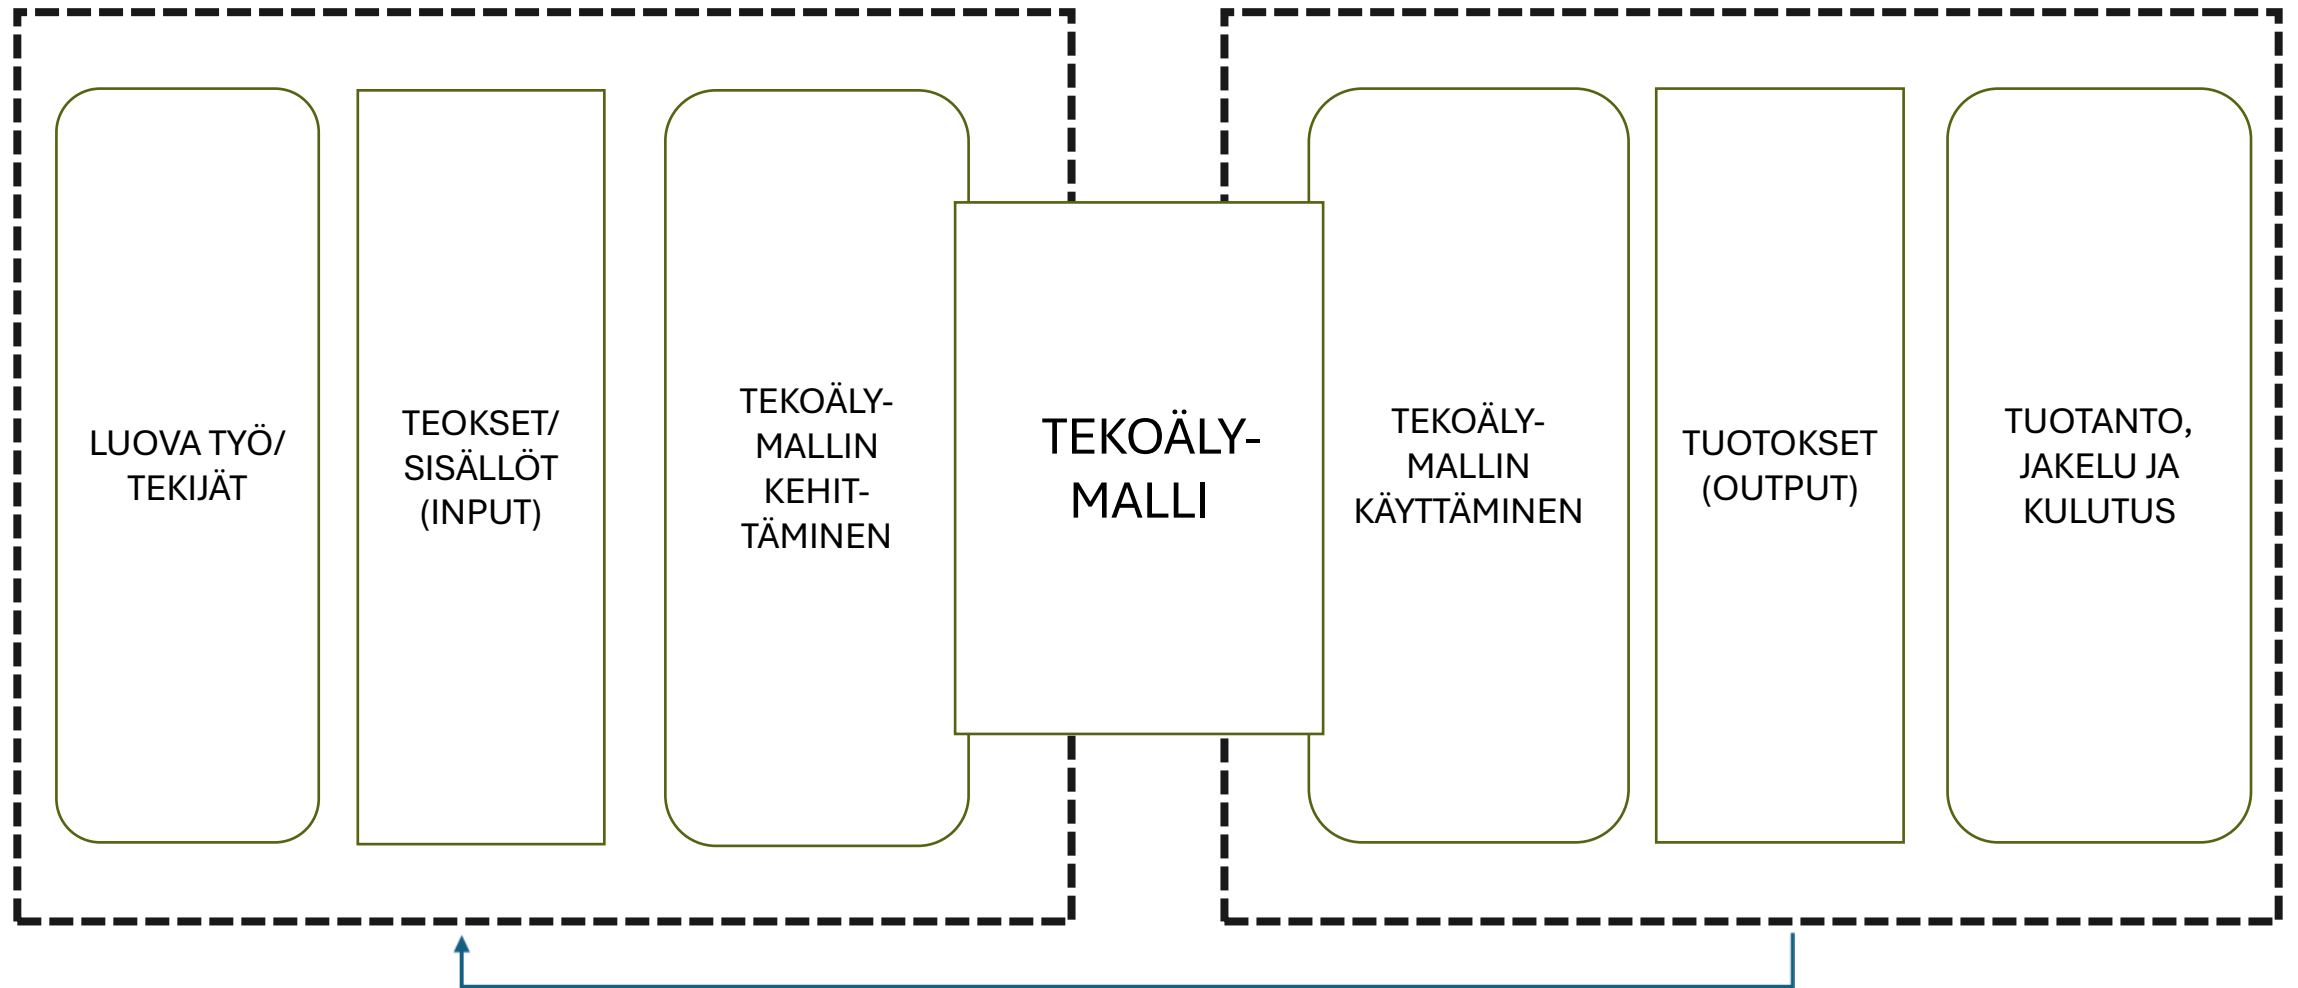 LUOVA TYÖ/
TEKIJÄT
TEOKSET/
SISÄLLÖT
(INPUT)
TEKOÄLY-
MALLIN
KEHIT-
TÄMINEN
TEKOÄLY-
MALLI
TEKOÄLY-
MALLIN
KÄYTTÄMINEN
TUOTOKSET
(OUTPUT)
TUOTANTO,
JAKELU JA
KULUTUS